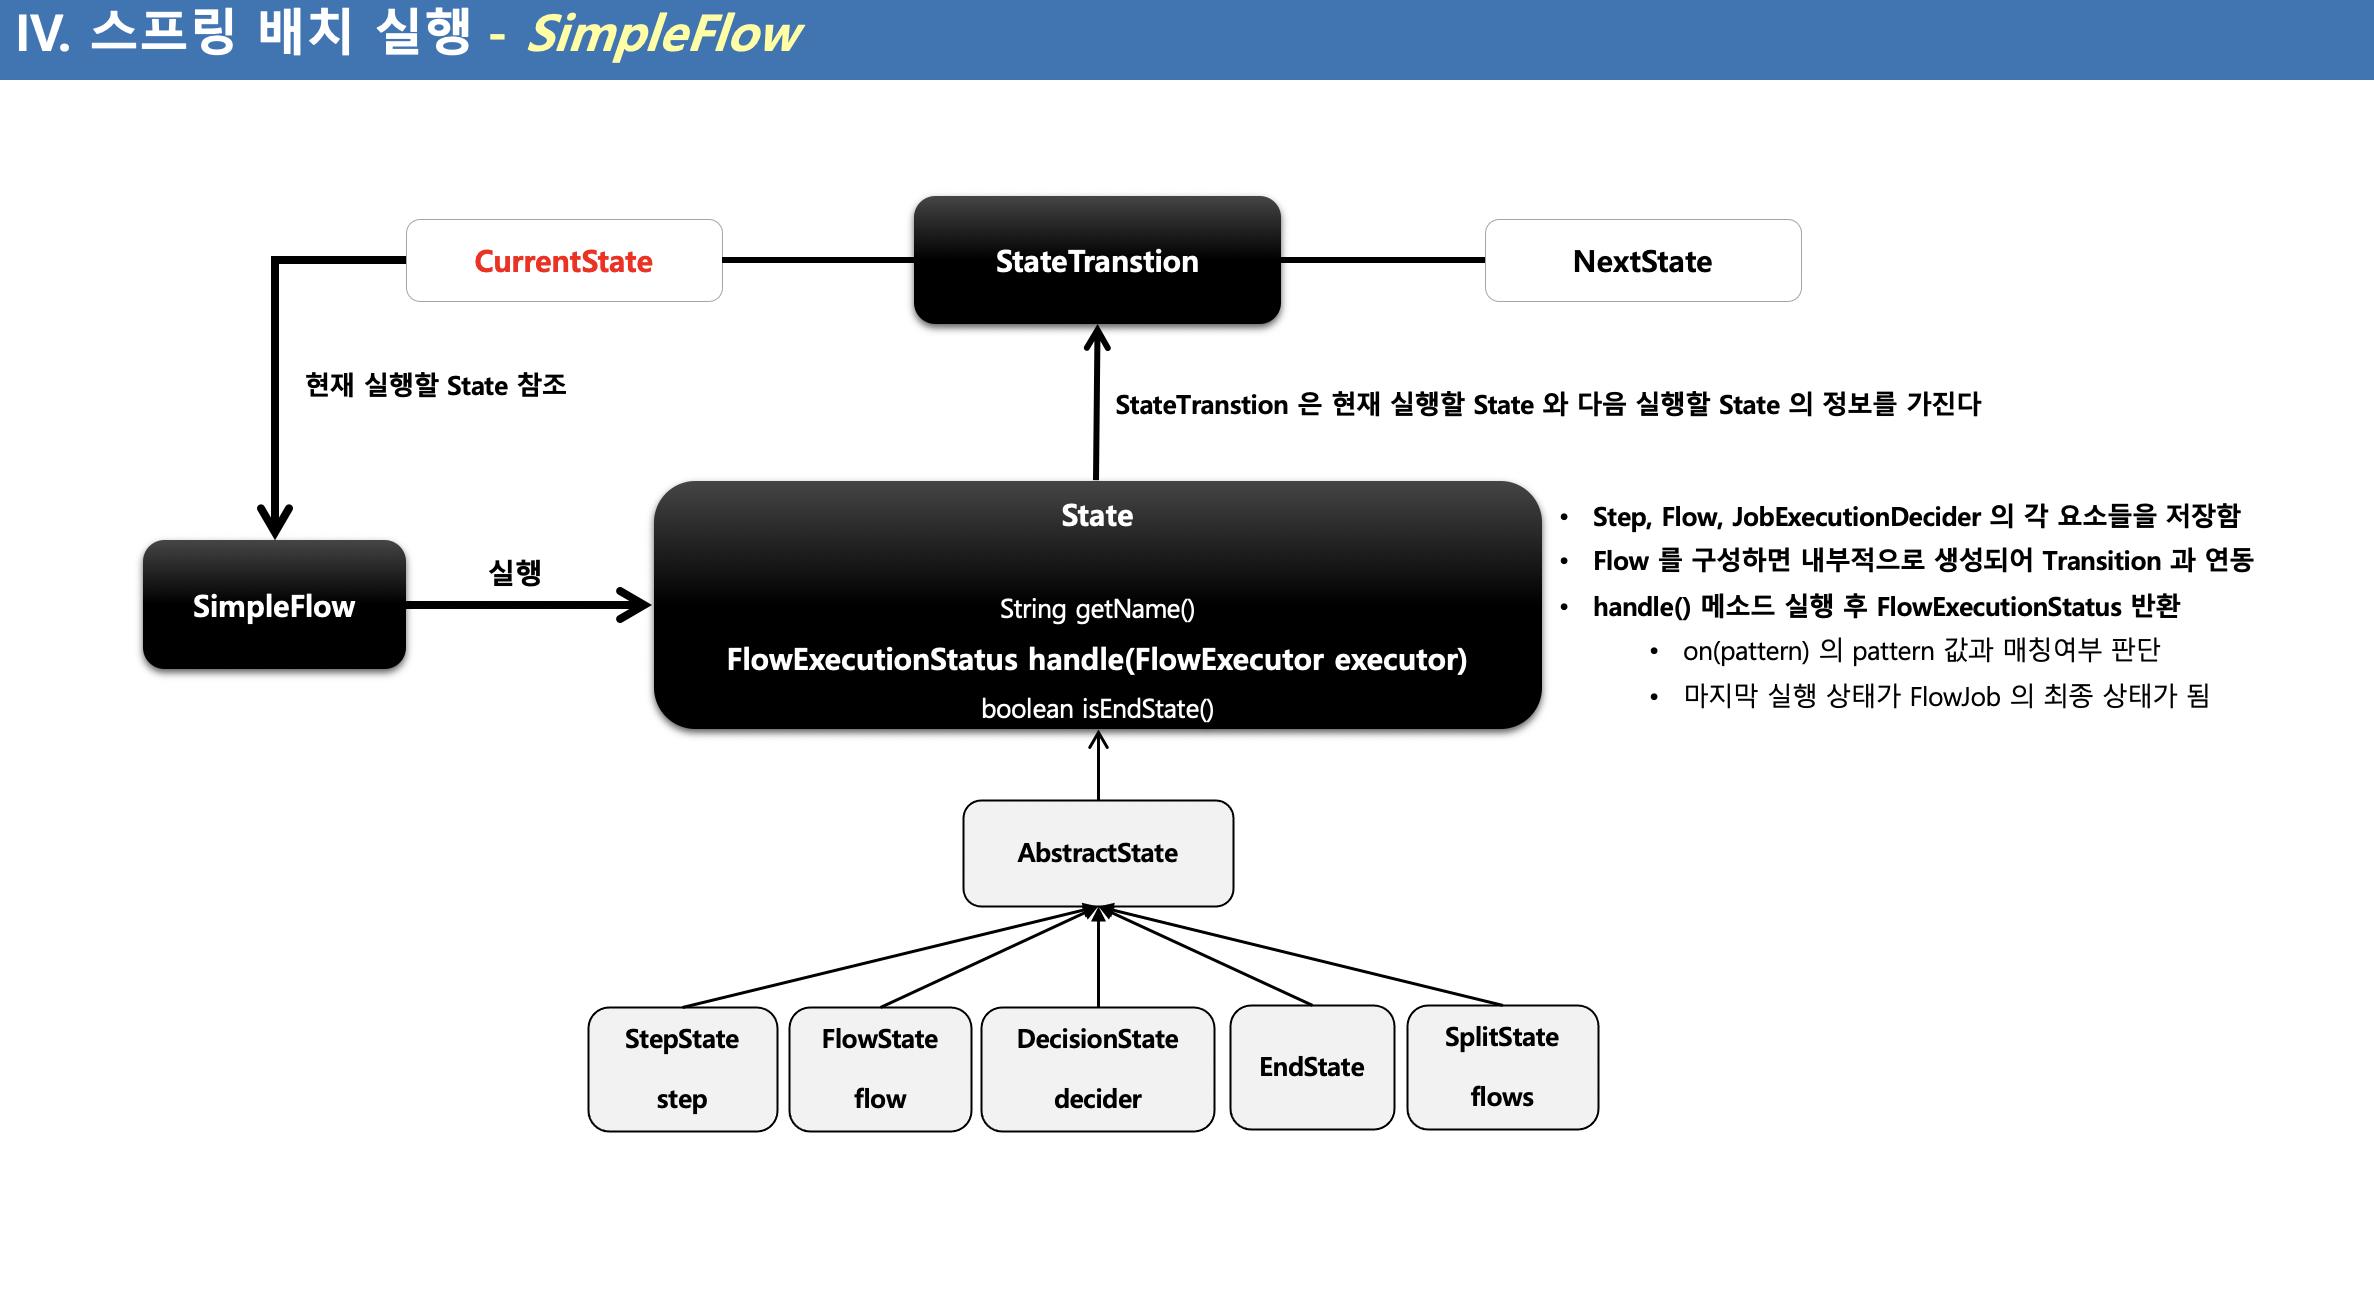 IV. 스프링 배치 실행 - SimpleFlow
CurrentState
StateTranstion
NextState
현재 실행할 State 참조
StateTranstion 은 현재 실행할 State 와 다음 실행할 State 의 정보를 가진다
SimpleFlow
실행
State
String getName()
FlowExecutionStatus handle(FlowExecutor executor)
boolean isEndState()
• Step, Flow, JobExecutionDecider 의 각 요소들을 저장함
• Flow 를 구성하면 내부적으로 생성되어 Transition 과 연동
• handle() 메소드 실행 후 FlowExecutionStatus 반환
• on(pattern) 의 pattern 값과 매칭여부 판단
• 마지막 실행 상태가 FlowJob 의 최종 상태가 됨
AbstractState
StepState
step
FlowState
flow
DecisionState
decider
EndState
SplitState
flows